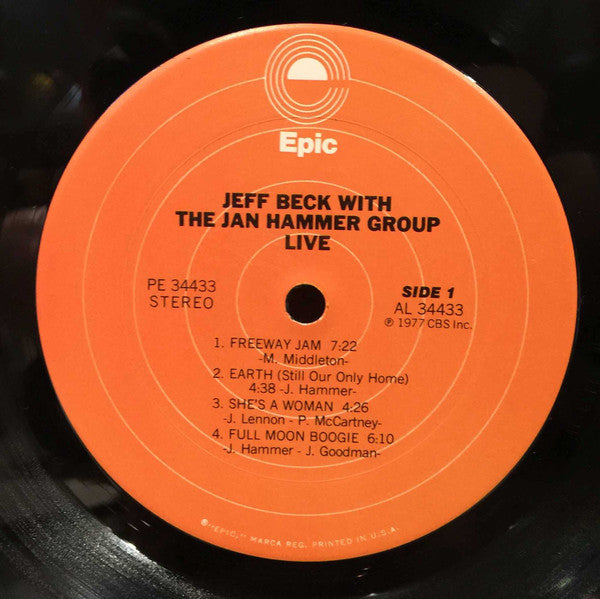 Epic
JEFF BECK WITH
THE JAN HAMMER GROUP
LIVE
PE 34433
STEREO
SIDE 1
AL 34433
℗ 1977 CBS Inc.
1. FREEWAY JAM 7:22
-M. Middleton-
2. EARTH (Still Our Only Home)
4:38 -J. Hammer-
3. SHE'S A WOMAN 4:26
-J. Lennon - P. McCartney-
4. FULL MOON BOOGIE 6:10
-J. Hammer - J. Goodman-
®"EPIC," MARCA REG. PRINTED IN U.S.A.